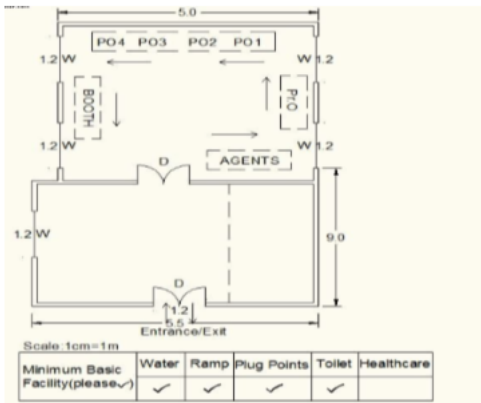 5.0
PO4 PO3 PO2 PO1
1.2 W
W 1.2
BOOTH
PrO
1.2 W
W 1.2
AGENTS
D
1.2 W
9.0
D
1.2
5.5
Entrance/Exit
Scale:1cm=1m
Minimum Basic Facility(please✓) Water Ramp Plug Points Toilet Healthcare
✓ ✓ ✓ ✓